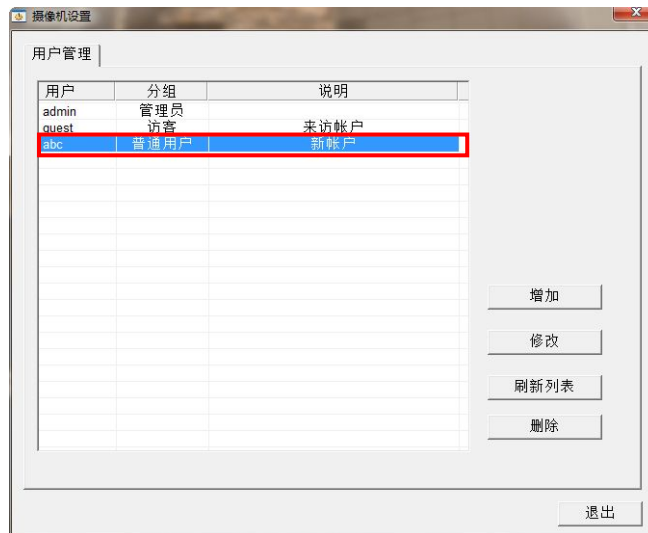 摄像机设置
用户管理
用户 分组 说明
admin 管理员
guest 访客 来访帐户
abc 普通用户 新帐户
增加
修改
刷新列表
删除
退出